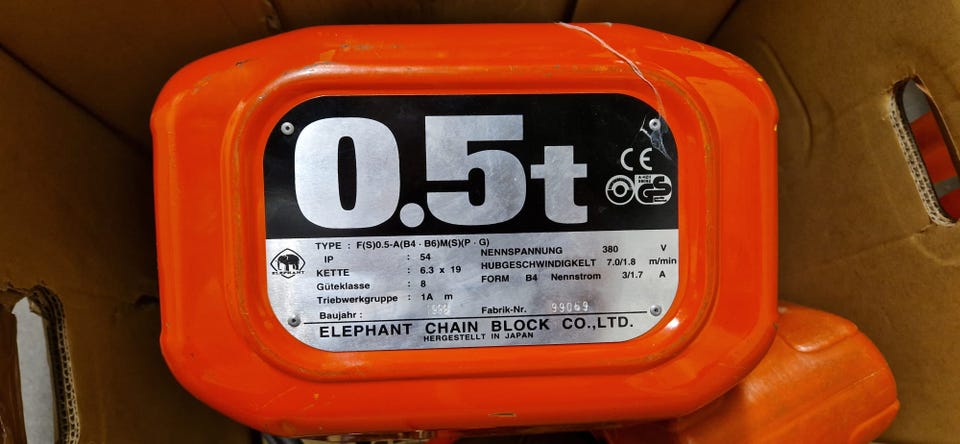 0.5t
CE
GS
ELEPHANT
TYPE : F(S)0.5-A(B4 · B6)M(S)(P · G)
IP : 54
KETTE : 6.3 x 19
Güteklasse : 8
Triebwerkgruppe : 1A m
NENNSPANNUNG 380 V
HUBGESCHWINDIGKELT 7.0/1.8 m/min
FORM B4 Nennstrom 3/1.7 A
Baujahr : Fabrik-Nr. 99069
ELEPHANT CHAIN BLOCK CO.,LTD.
HERGESTELLT IN JAPAN